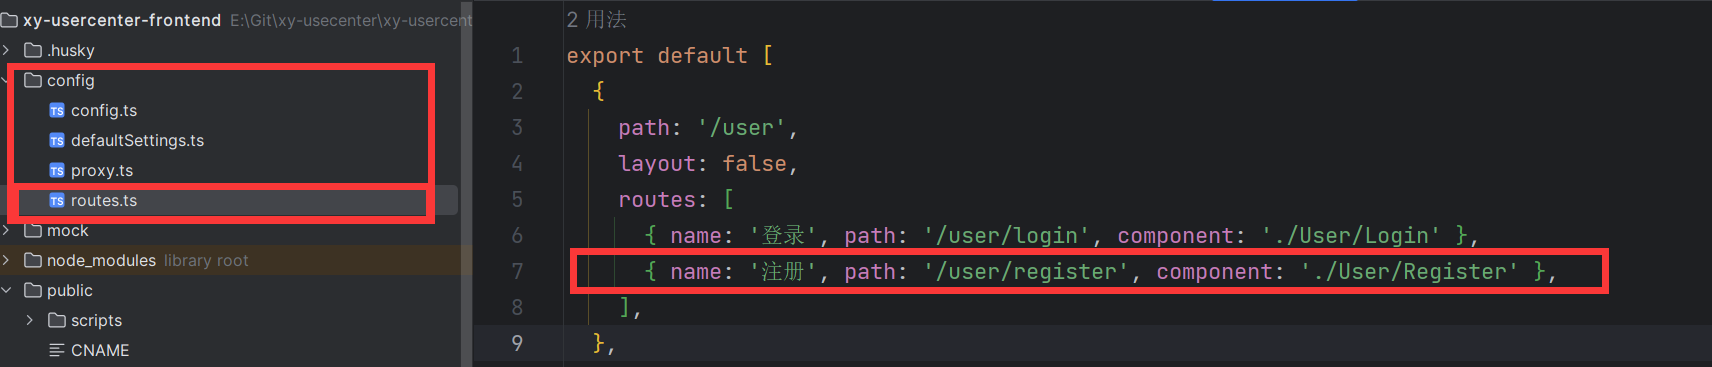 xy-usercenter-frontend E:\Git\xy-usecenter\xy-usercent
.husky
config
TS config.ts
TS defaultSettings.ts
TS proxy.ts
TS routes.ts
mock
node_modules library root
public
scripts
CNAME
2 用法
1 export default [
2 {
3 path: '/user',
4 layout: false,
5 routes: [
6 { name: '登录', path: '/user/login', component: './User/Login' },
7 { name: '注册', path: '/user/register', component: './User/Register' },
8 ],
9 },